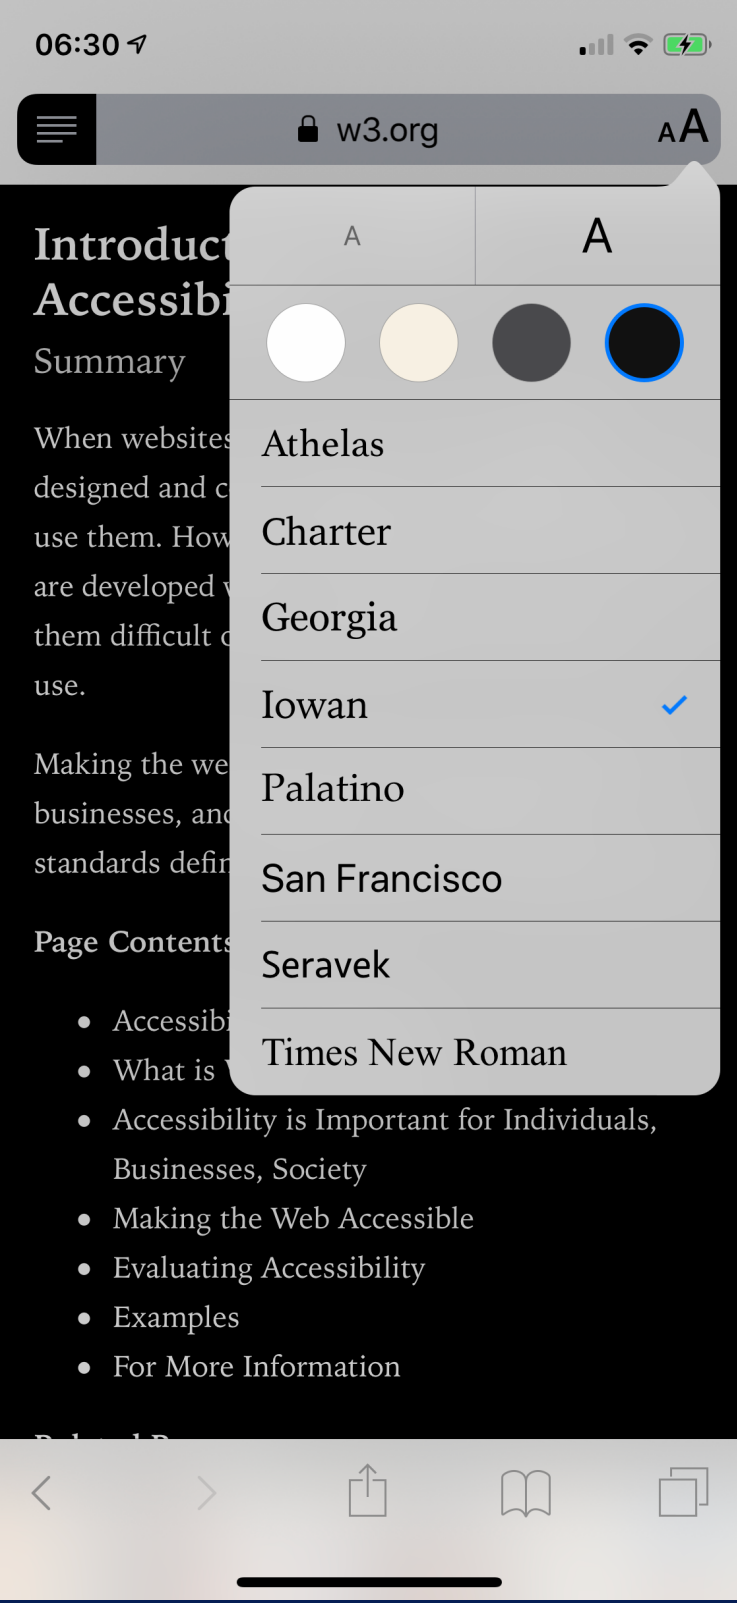 06:30
w3.org
AA
A
A
Introduct
Accessibi
Summary
When websites
designed and c
use them. How
are developed
them difficult
use.
Making the we
businesses, and
standards defin
Page Contents
Accessibi
What is
Accessibility is Important for Individuals,
Businesses, Society
Making the Web Accessible
Evaluating Accessibility
Examples
For More Information
Athelas
Charter
Georgia
Iowan
Palatino
San Francisco
Seravek
Times New Roman